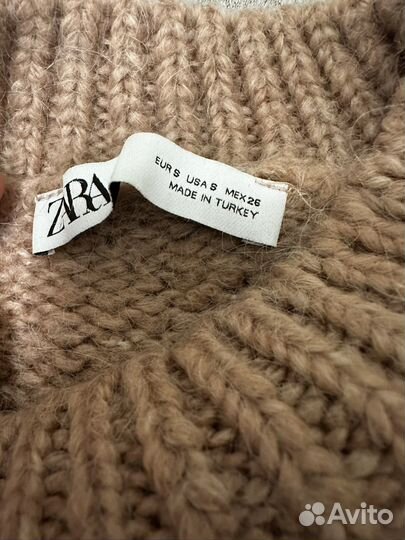 ZARA
EUR S USA S MEX 26
MADE IN TURKEY
Avito